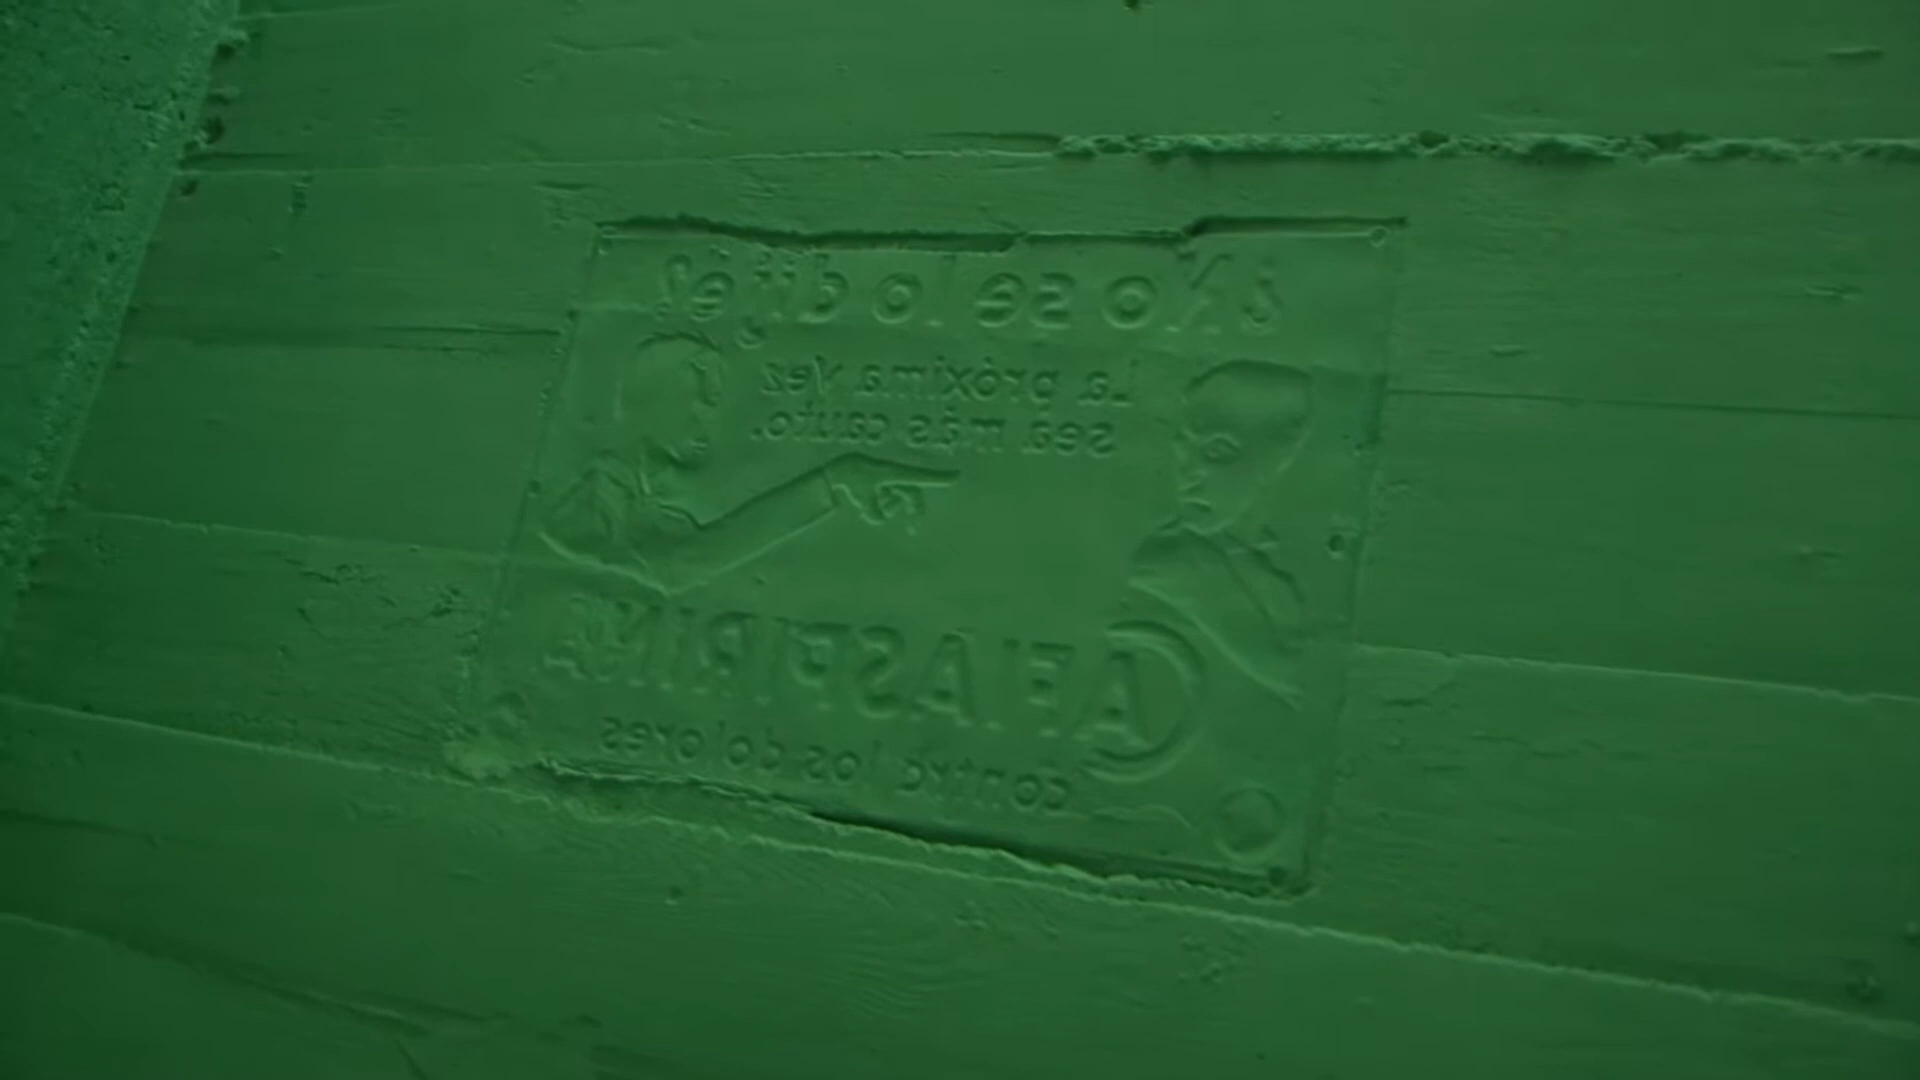 ¿No se lo dije?
La próxima vez
sea más cauto.
CAFIASPIRINA
contra los dolores